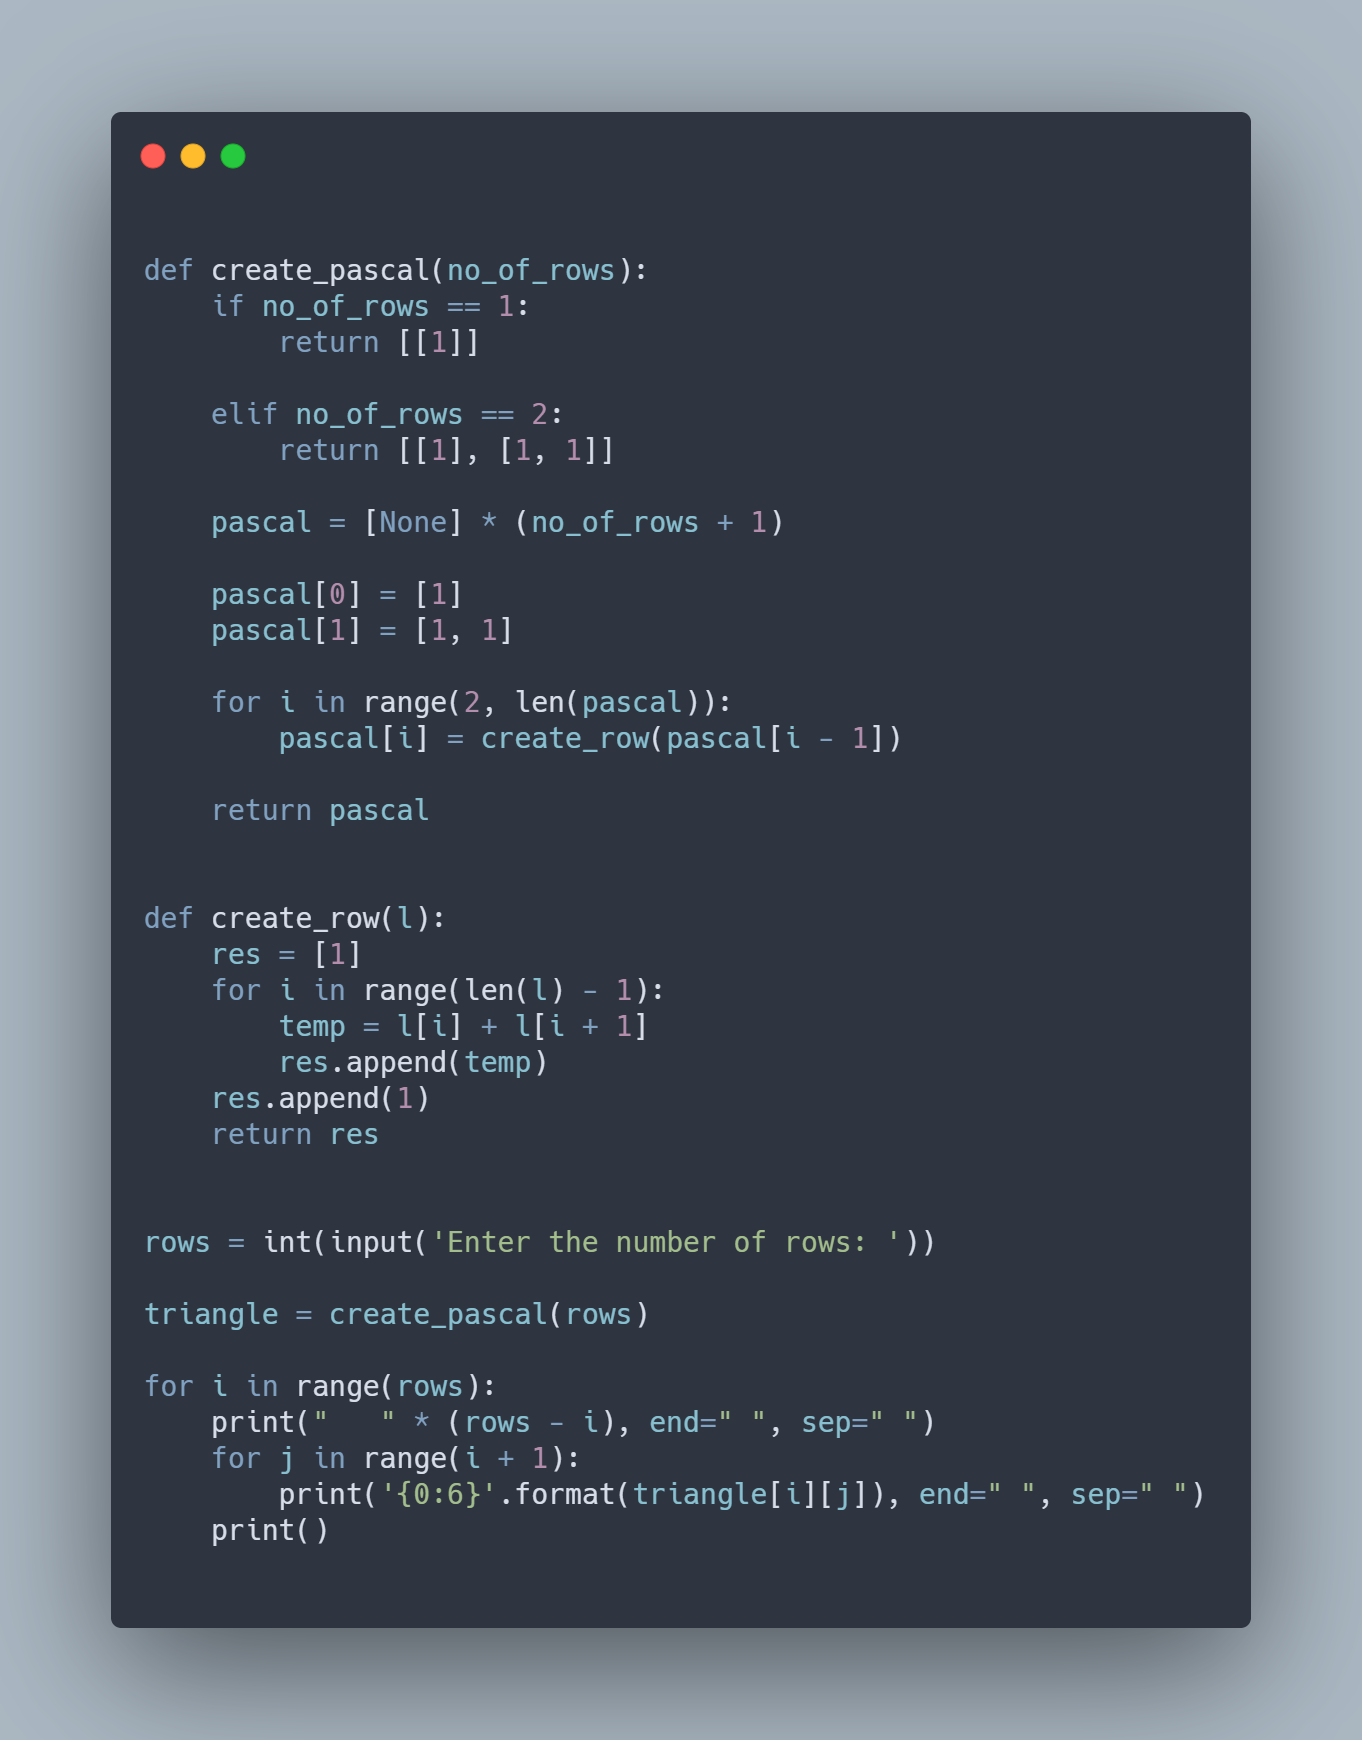 def create_pascal(no_of_rows):
    if no_of_rows == 1:
        return [[1]]

    elif no_of_rows == 2:
        return [[1], [1, 1]]

    pascal = [None] * (no_of_rows + 1)

    pascal[0] = [1]
    pascal[1] = [1, 1]

    for i in range(2, len(pascal)):
        pascal[i] = create_row(pascal[i - 1])

    return pascal


def create_row(l):
    res = [1]
    for i in range(len(l) - 1):
        temp = l[i] + l[i + 1]
        res.append(temp)
    res.append(1)
    return res


rows = int(input('Enter the number of rows: '))

triangle = create_pascal(rows)

for i in range(rows):
    print("   " * (rows - i), end=" ", sep=" ")
    for j in range(i + 1):
        print('{0:6}'.format(triangle[i][j]), end=" ", sep=" ")
    print()